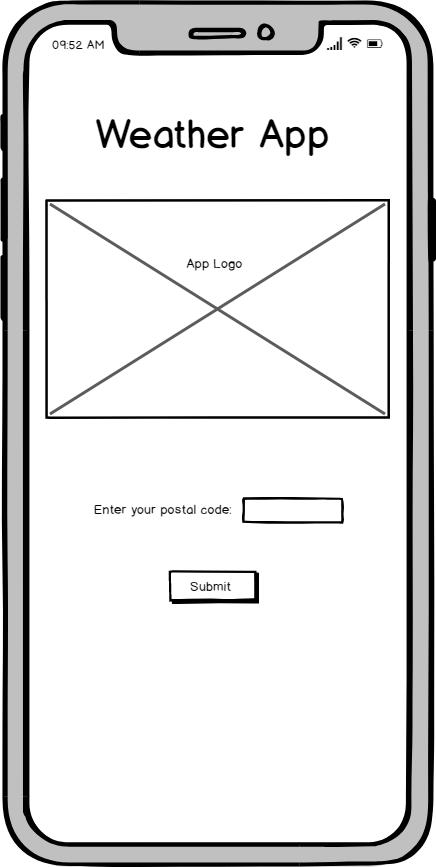 09:52 AM
Weather App
App Logo
Enter your postal code:
Submit